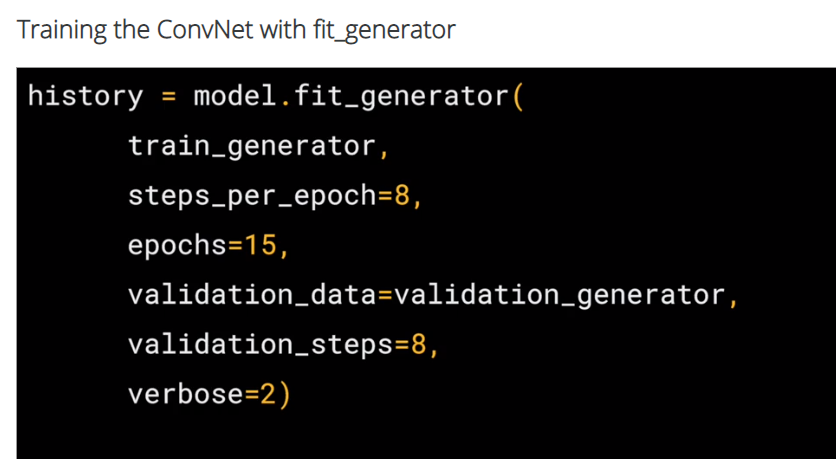 Training the ConvNet with fit_generator
history = model.fit_generator(
train_generator,
steps_per_epoch=8,
epochs=15,
validation_data=validation_generator,
validation_steps=8,
verbose=2)